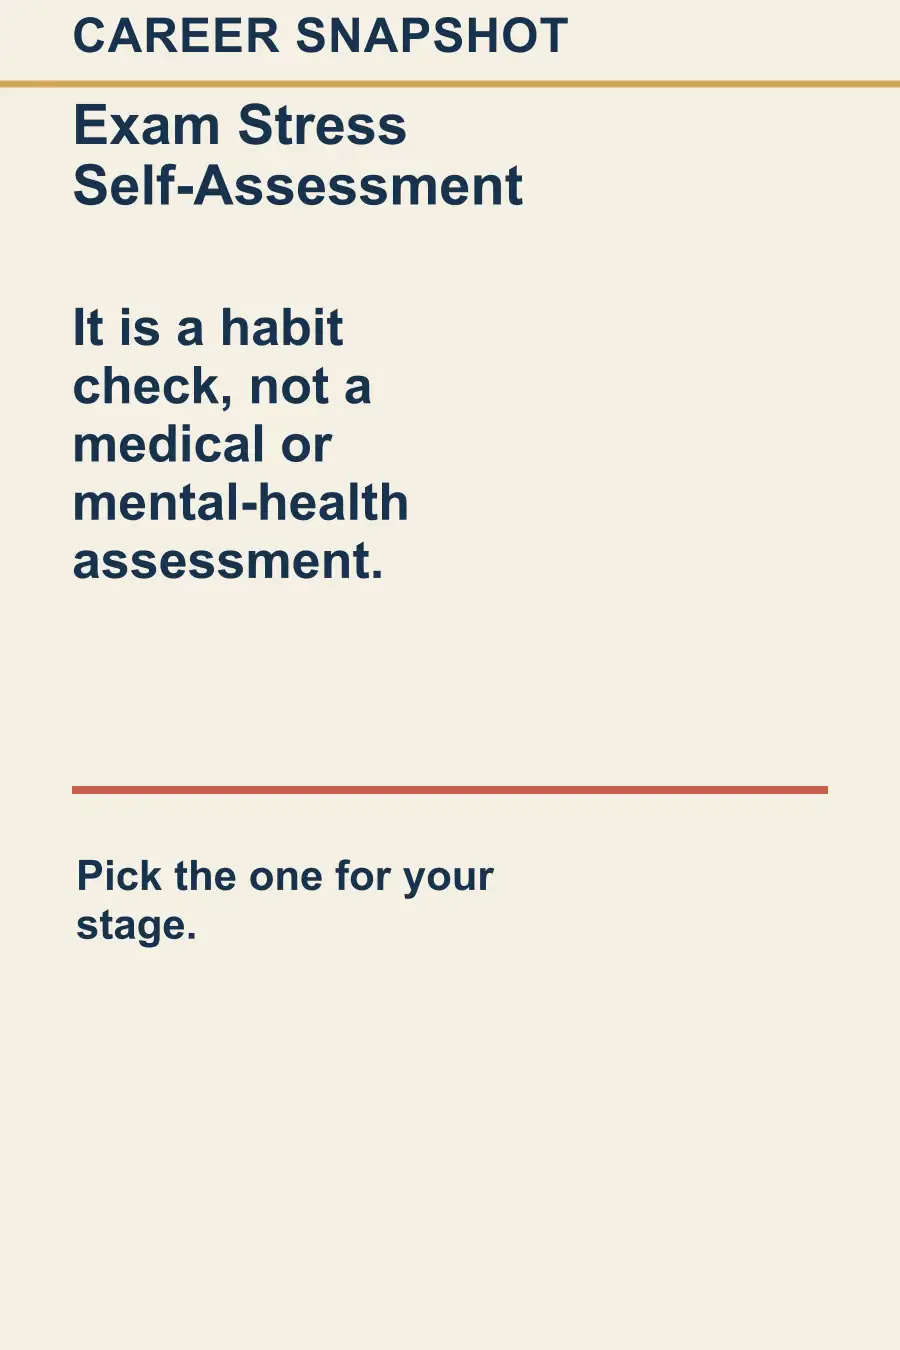 CAREER SNAPSHOT
Exam Stress
Self-Assessment
It is a habit
check, not a
medical or
mental-health
assessment.
Pick the one for your
stage.